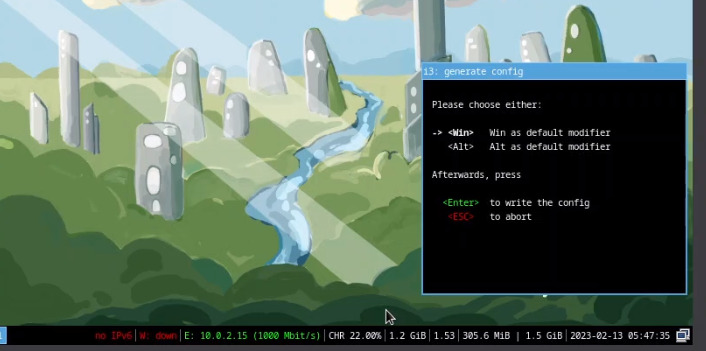 i3: generate config
Please choose either:
-> <Win> Win as default modifier
<Alt> Alt as default modifier
Afterwards, press
<Enter> to write the config
<ESC> to abort
no IPv6|W: down|E: 10.0.2.15 (1000 Mbit/s)|CHR 22.00%|1.2 GiB|1.53|305.6 MiB | 1.5 GiB|2023-02-13 05:47:35